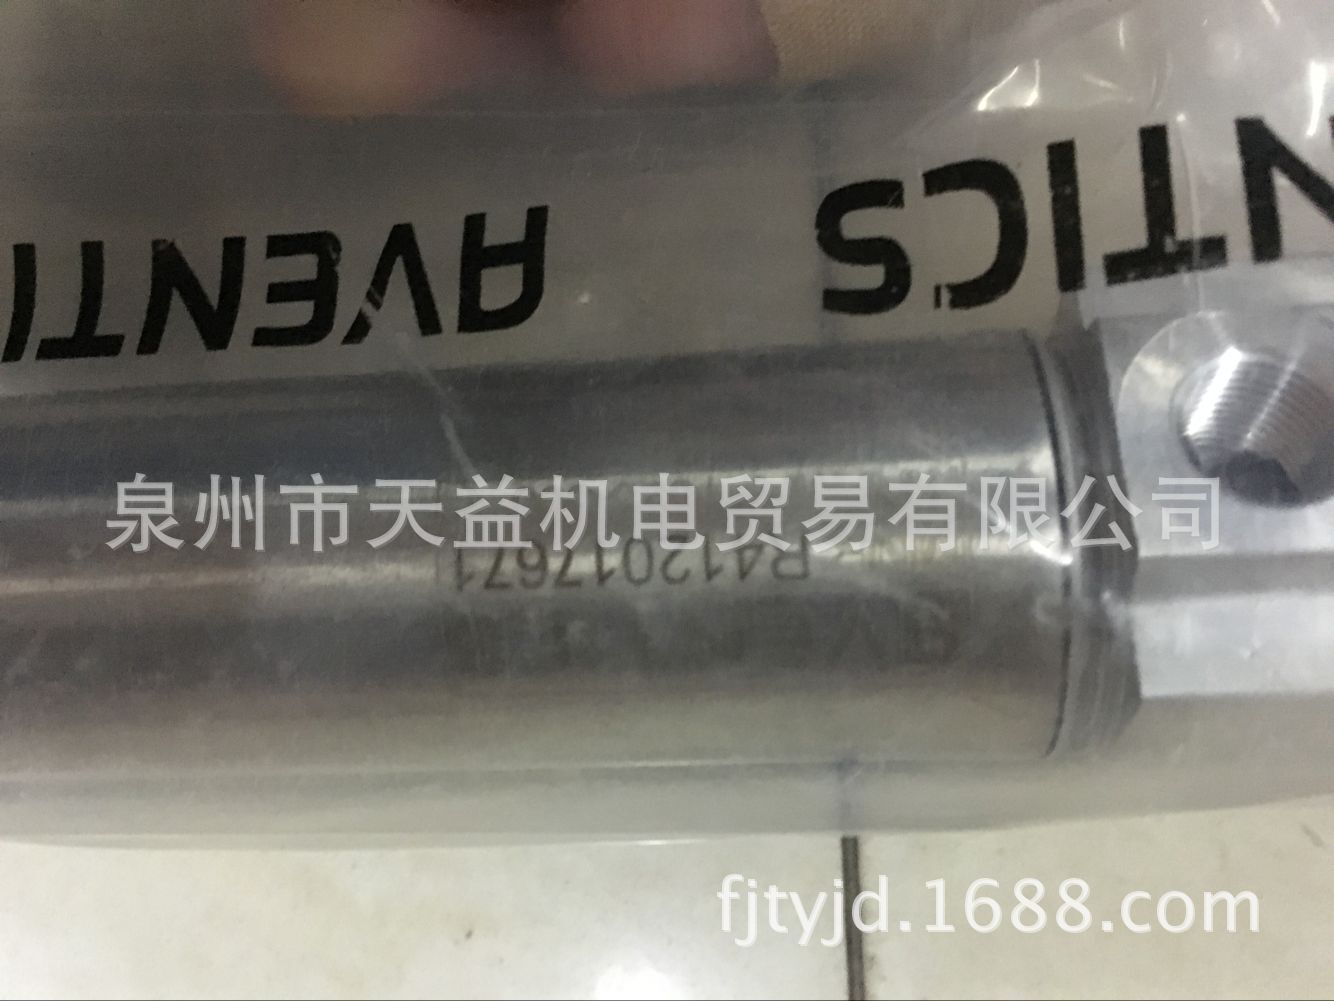 AVENTI
NTICS
泉州市天益机电贸易有限公司
R412017671
fjtyjd.1688.com